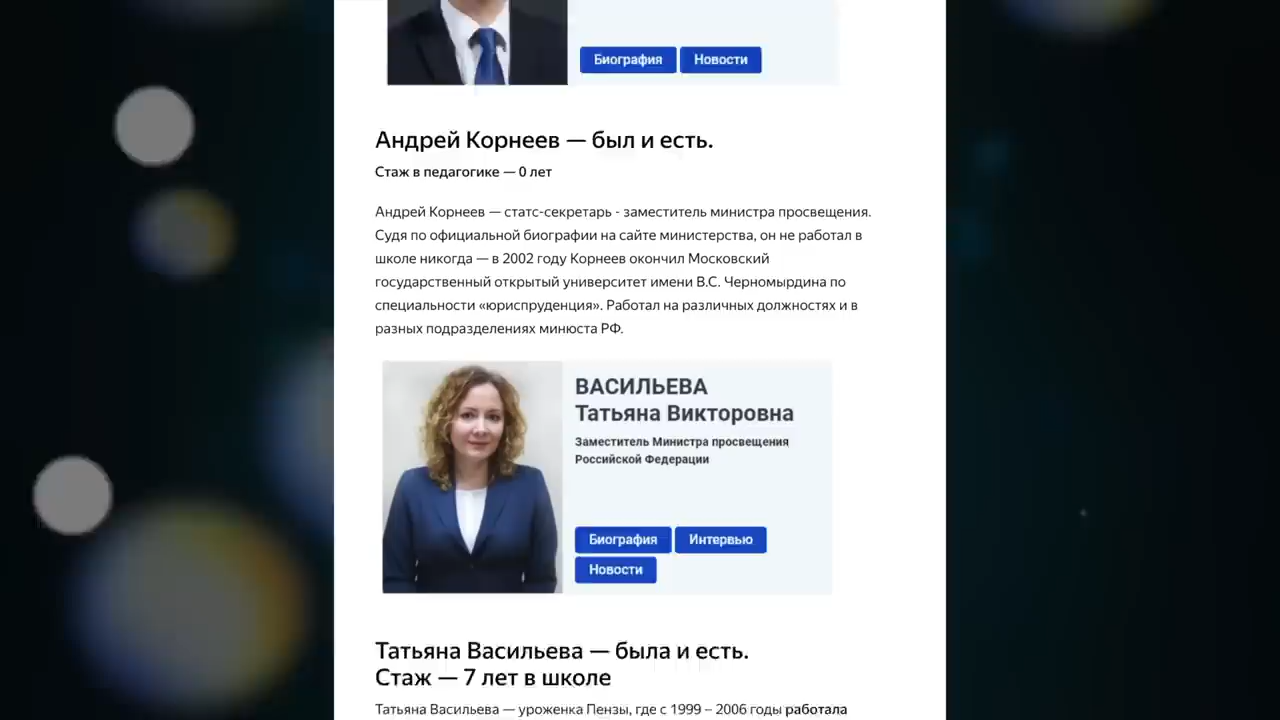 Биография Новости
Андрей Корнеев — был и есть.
Стаж в педагогике — 0 лет
Андрей Корнеев — статс-секретарь - заместитель министра просвещения.
Судя по официальной биографии на сайте министерства, он не работал в
школе никогда — в 2002 году Корнеев окончил Московский
государственный открытый университет имени В.С. Черномырдина по
специальности «юриспруденция». Работал на различных должностях и в
разных подразделениях минюста РФ.
ВАСИЛЬЕВА
Татьяна Викторовна
Заместитель Министра просвещения
Российской Федерации
Биография Интервью
Новости
Татьяна Васильева — была и есть.
Стаж — 7 лет в школе
Татьяна Васильева — уроженка Пензы, где с 1999 – 2006 годы работала